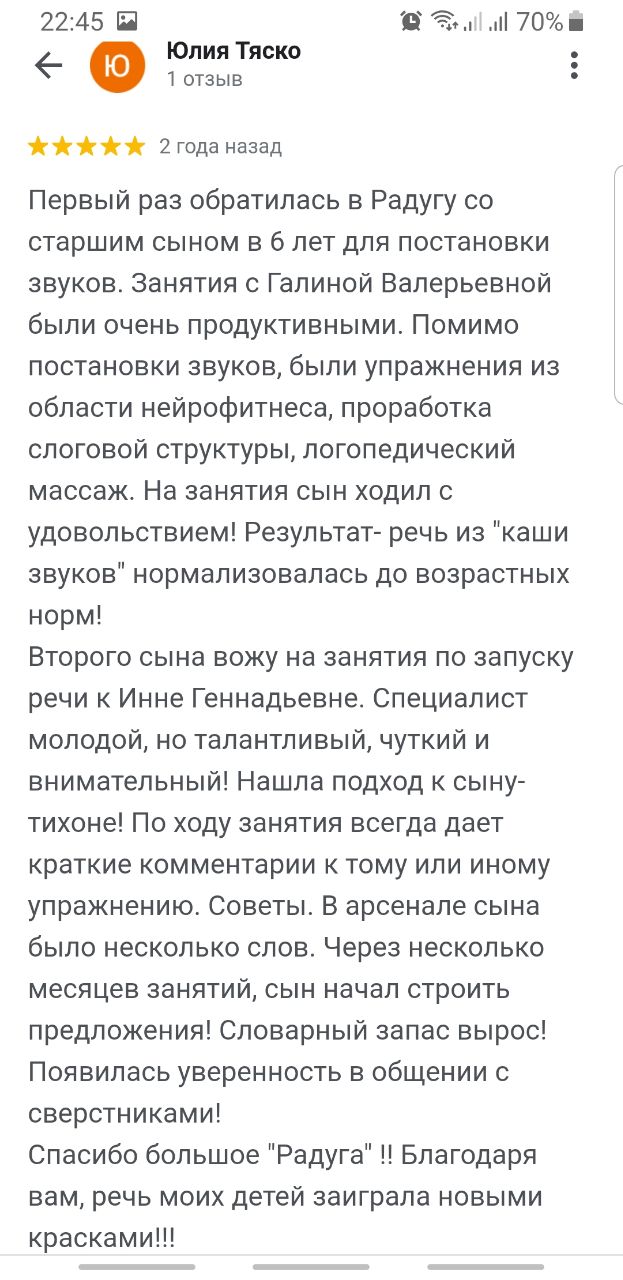 22:45
70%
Юлия Тяско
Ю
1 отзыв
2 года назад
Первый раз обратилась в Радугу со
старшим сыном в 6 лет для постановки
звуков. Занятия с Галиной Валерьевной
были очень продуктивными. Помимо
постановки звуков, были упражнения из
области нейрофитнеса, проработка
слоговой структуры, логопедический
массаж. На занятия сын ходил с
удовольствием! Результат- речь из "каши
звуков" нормализовалась до возрастных
норм!
Второго сына вожу на занятия по запуску
речи к Инне Геннадьевне. Специалист
молодой, но талантливый, чуткий и
внимательный! Нашла подход к сыну-
тихоне! По ходу занятия всегда дает
краткие комментарии к тому или иному
упражнению. Советы. В арсенале сына
было несколько слов. Через несколько
месяцев занятий, сын начал строить
предложения! Словарный запас вырос!
Появилась уверенность в общении с
сверстниками!
Спасибо большое "Радуга" !! Благодаря
вам, речь моих детей заиграла новыми
красками!!!